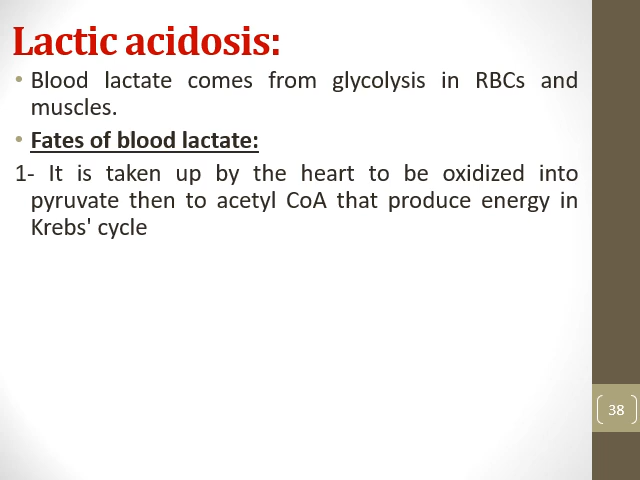 Lactic acidosis:
• Blood lactate comes from glycolysis in RBCs and
muscles.
• Fates of blood lactate:
1- It is taken up by the heart to be oxidized into
pyruvate then to acetyl CoA that produce energy in
Krebs' cycle
38